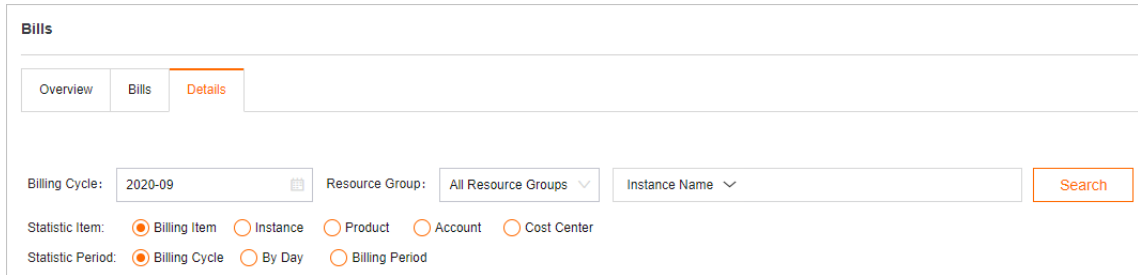 Bills
Overview Bills Details
Billing Cycle: 2020-09 Resource Group: All Resource Groups Instance Name Search
Statistic Item: Billing Item Instance Product Account Cost Center
Statistic Period: Billing Cycle By Day Billing Period